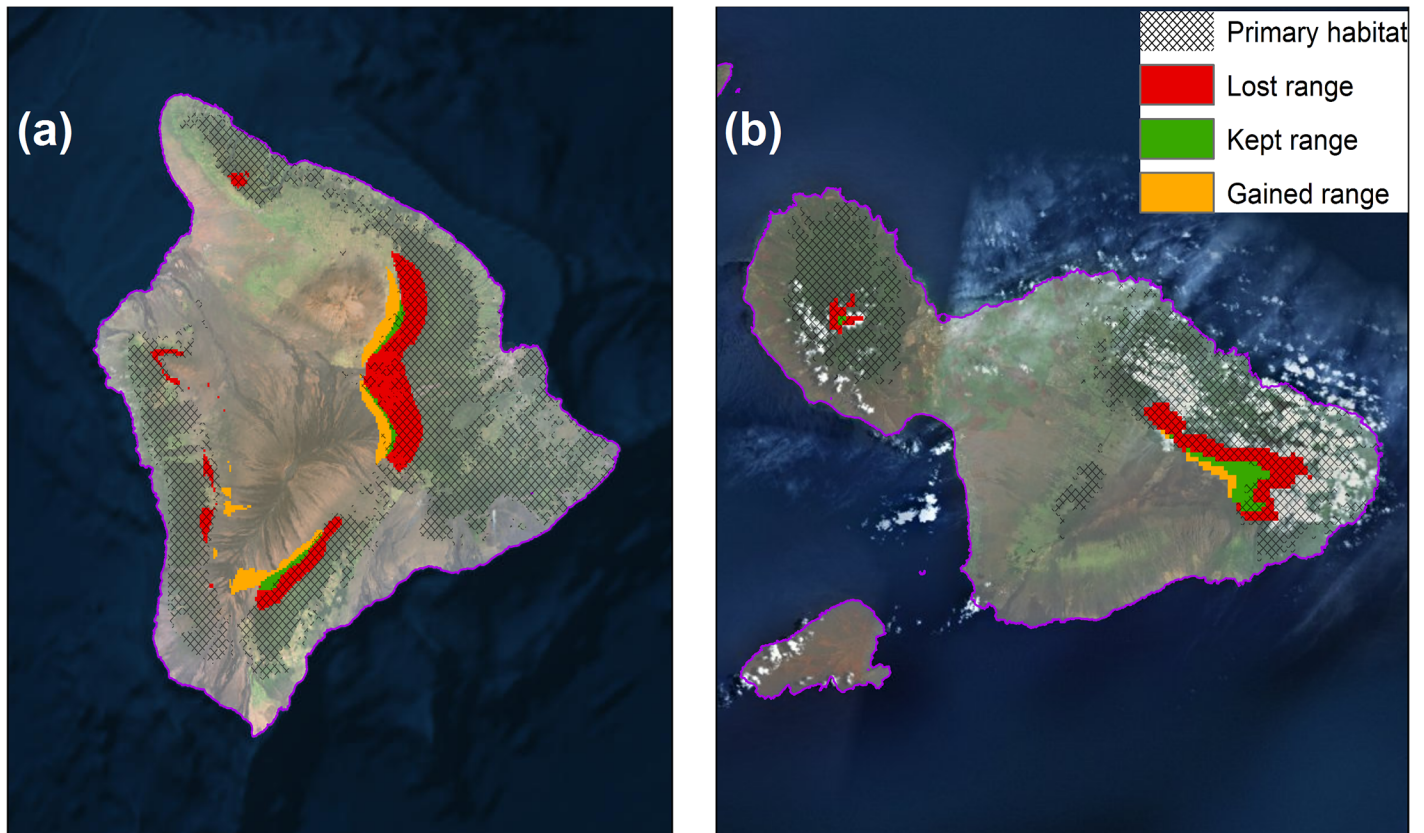 (a)
(b)
Primary habitat
Lost range
Kept range
Gained range